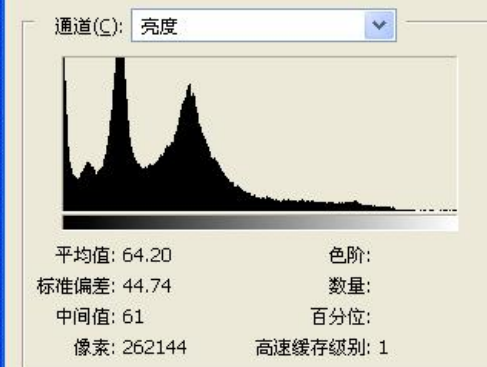 通道(C): 亮度
平均值: 64.20 色阶:
标准偏差: 44.74 数量:
中间值: 61 百分位:
像素: 262144 高速缓存级别: 1